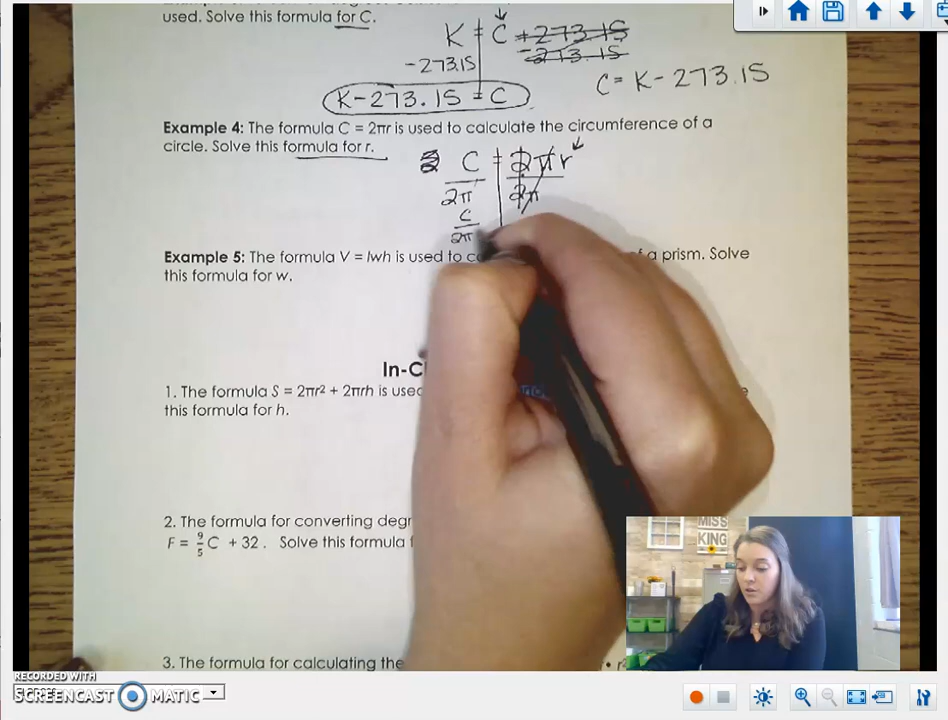 used. Solve this formula for C.
K = C +273.15
-273.15 -273.15
K-273.15 = C
C = K - 273.15
Example 4: The formula C = 2πr is used to calculate the circumference of a
circle. Solve this formula for r.
C = 2πr
2π 2π
C
2π
Example 5: The formula V = lwh is used to c a prism. Solve
this formula for w.
In-Cl
1. The formula S = 2πr² + 2πrh is used
this formula for h.
2. The formula for converting degr
F = 9/5 C + 32 . Solve this formula f
3. The formula for calculating the
MISS
KING
RECORDED WITH
SCREENCAST MATIC